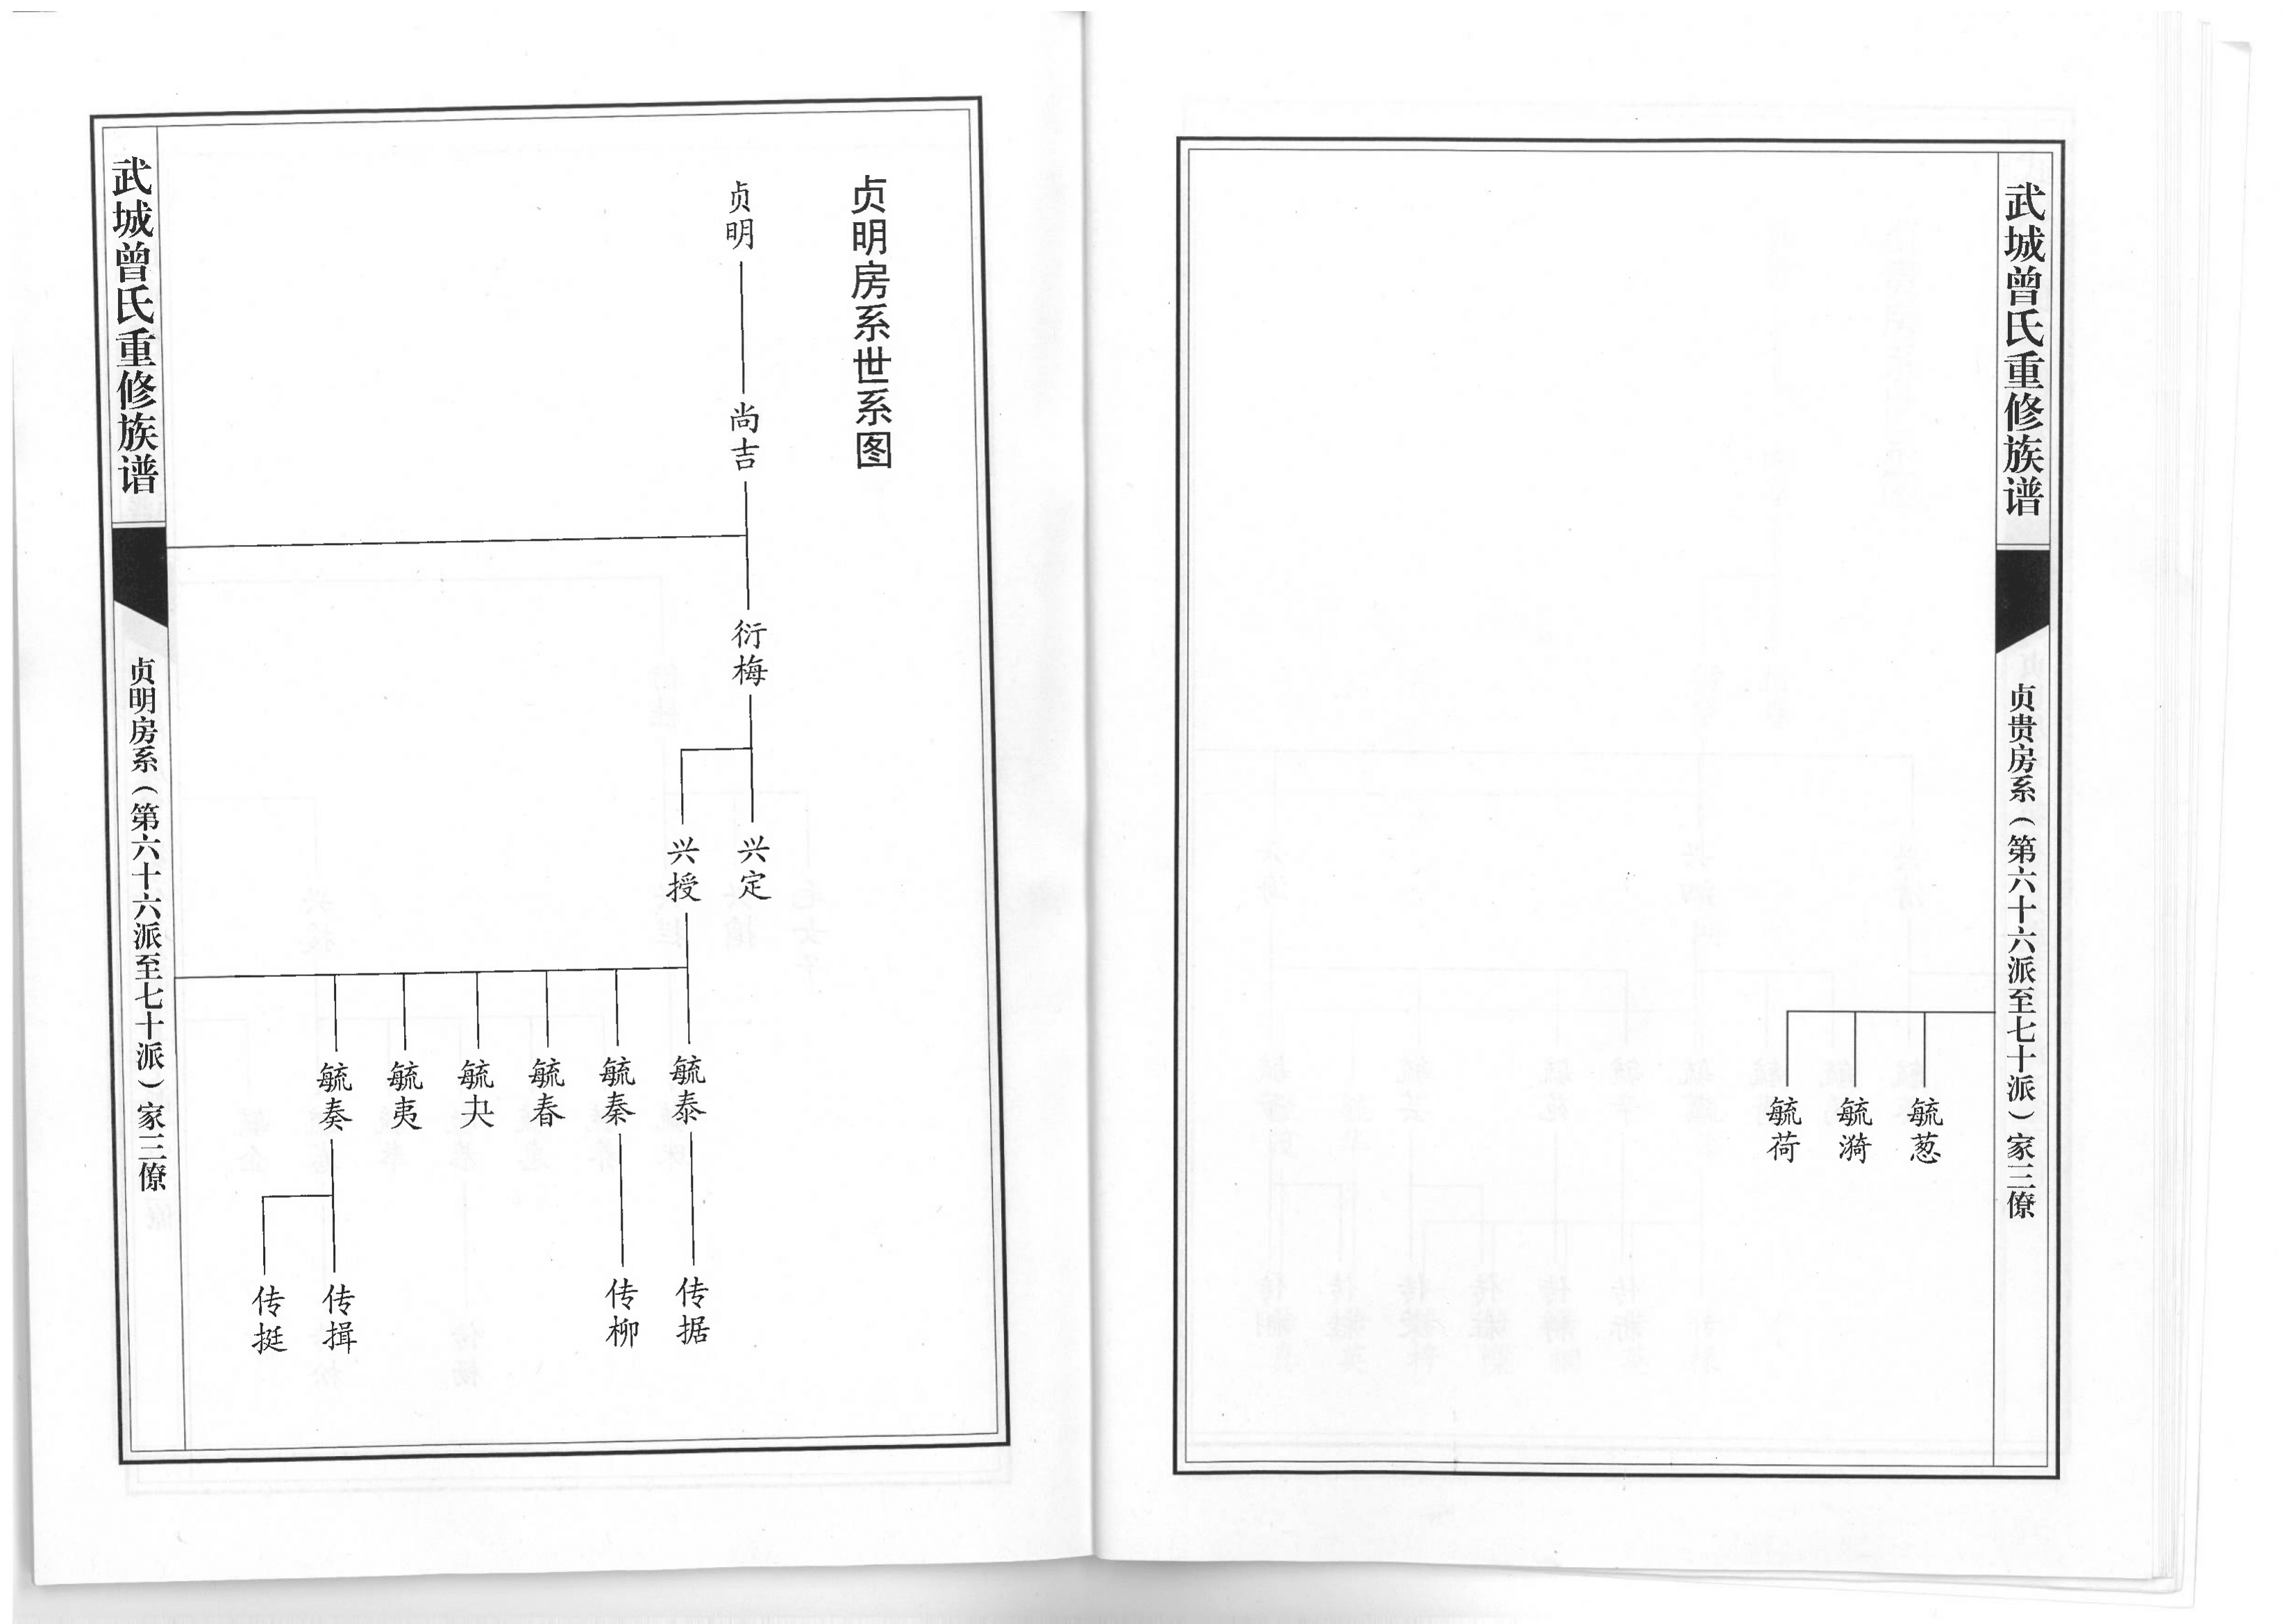 武城曾氏重修族谱
贞贵房系(第六十六派至七十派)家三僚
毓葱
毓漪
毓荷
贞明房系世系图
贞明
尚吉
衍梅
兴定
兴授
毓泰
毓秦
毓春
毓夬
毓夷
毓奏
传据
传柳
传揖
传挺
武城曾氏重修族谱
贞明房系(第六十六派至七十派)家三僚